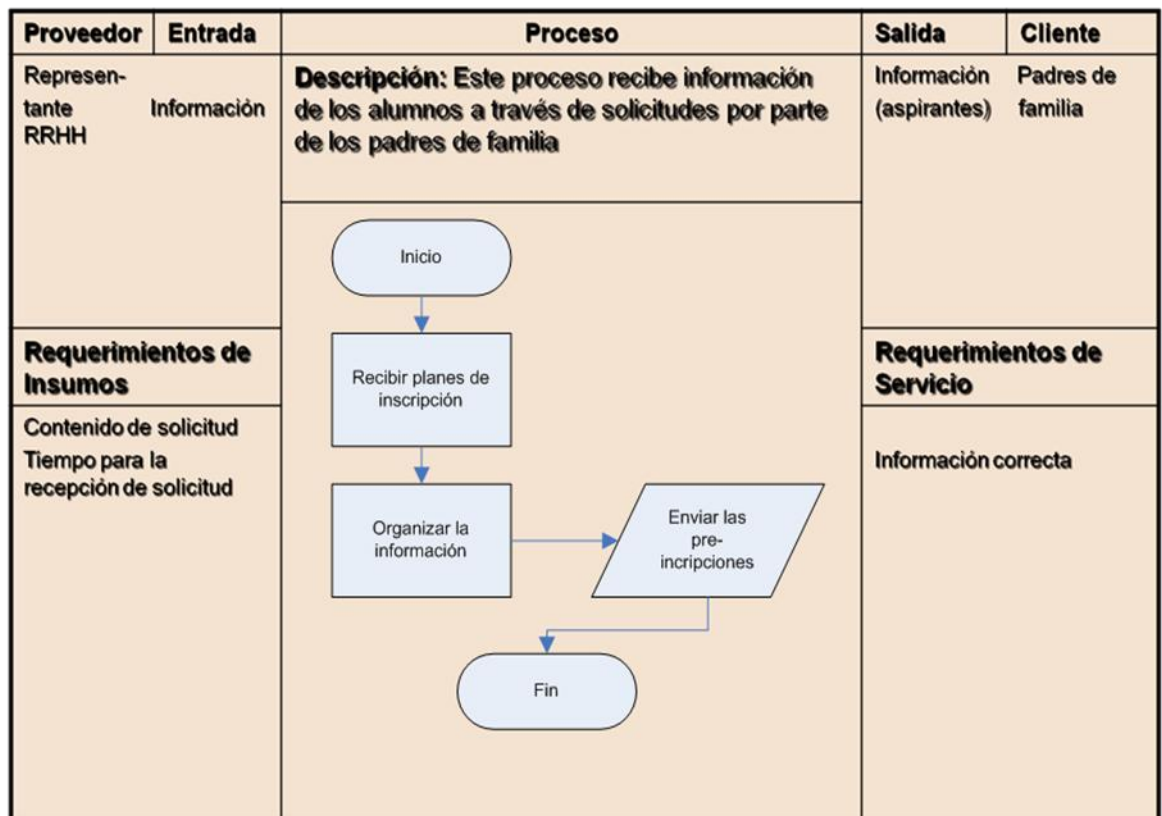 Proveedor
Entrada
Proceso
Salida
Cliente
Represen-
tante
RRHH
Información
Descripción: Este proceso recibe información
de los alumnos a través de solicitudes por parte
de los padres de familia
Información
(aspirantes)
Padres de
familia
Inicio
Recibir planes de
inscripción
Organizar la
información
Enviar las
pre-
incripciones
Fin
Requerimientos de
Insumos
Contenido de solicitud
Tiempo para la
recepción de solicitud
Requerimientos de
Servicio
Información correcta